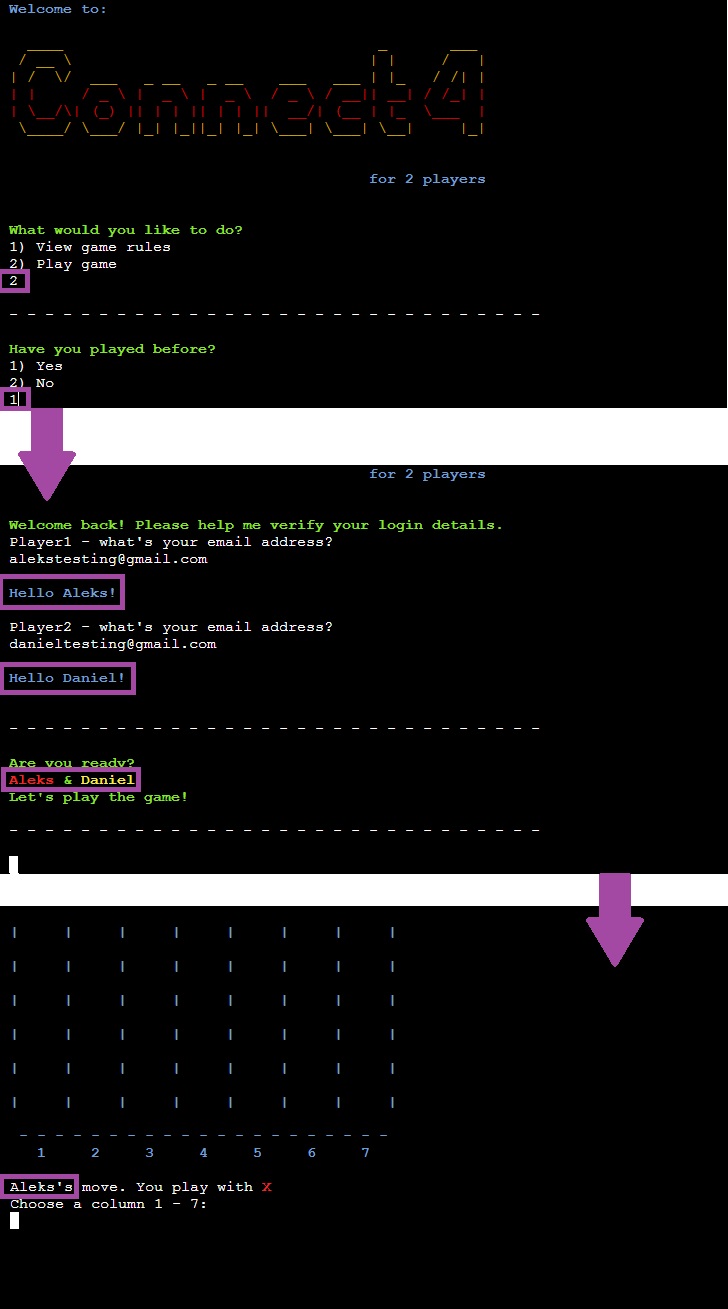 Welcome to:
Connect 4
for 2 players
What would you like to do?
1) View game rules
2) Play game
2
Have you played before?
1) Yes
2) No
1
for 2 players
Welcome back! Please help me verify your login details.
Player1 - what's your email address?
alekstesting@gmail.com
Hello Aleks!
Player2 - what's your email address?
danieltesting@gmail.com
Hello Daniel!
Are you ready?
Aleks & Daniel
Let's play the game!
1 2 3 4 5 6 7
Aleks's move. You play with X
Choose a column 1 - 7: